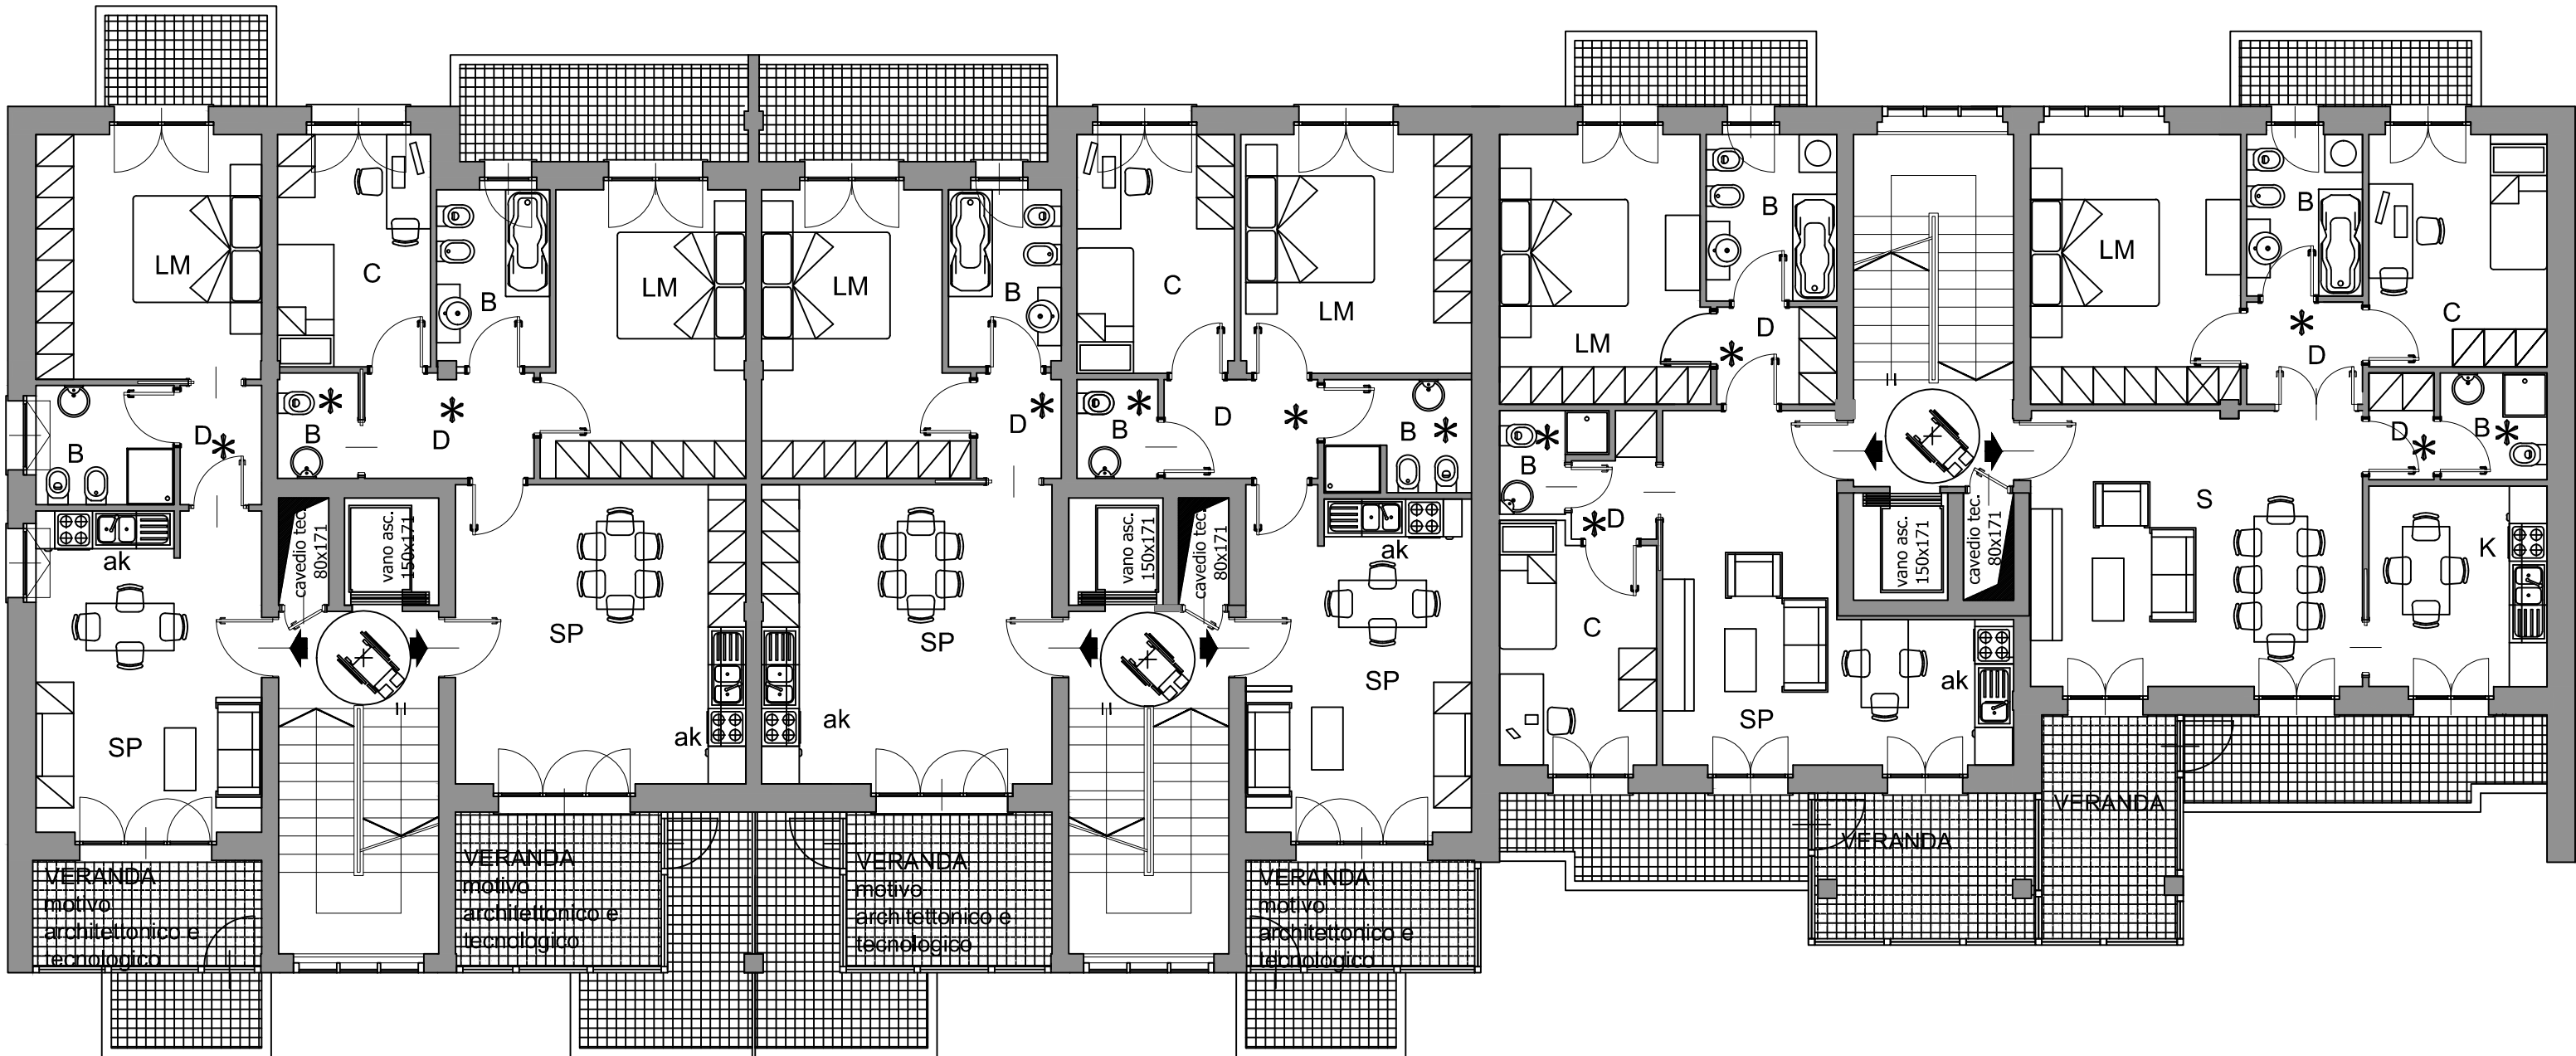 LM
C
B
LM
LM
B
C
LM
LM
B
D
LM
B
C
D
B
D
B
D
D
B
D
B
B
D
D
B
S
K
ak
cavedio tec.
80x171
vano asc.
150x171
SP
SP
vano asc.
150x171
cavedio tec.
80x171
ak
SP
C
SP
ak
vano asc.
150x171
cavedio tec.
80x171
SP
ak
ak
VERANDA
motivo
architettonico e
tecnologico
VERANDA
motivo
architettonico e
tecnologico
VERANDA
motivo
architettonico e
tecnologico
VERANDA
motivo
architettonico e
tecnologico
VERANDA
VERANDA